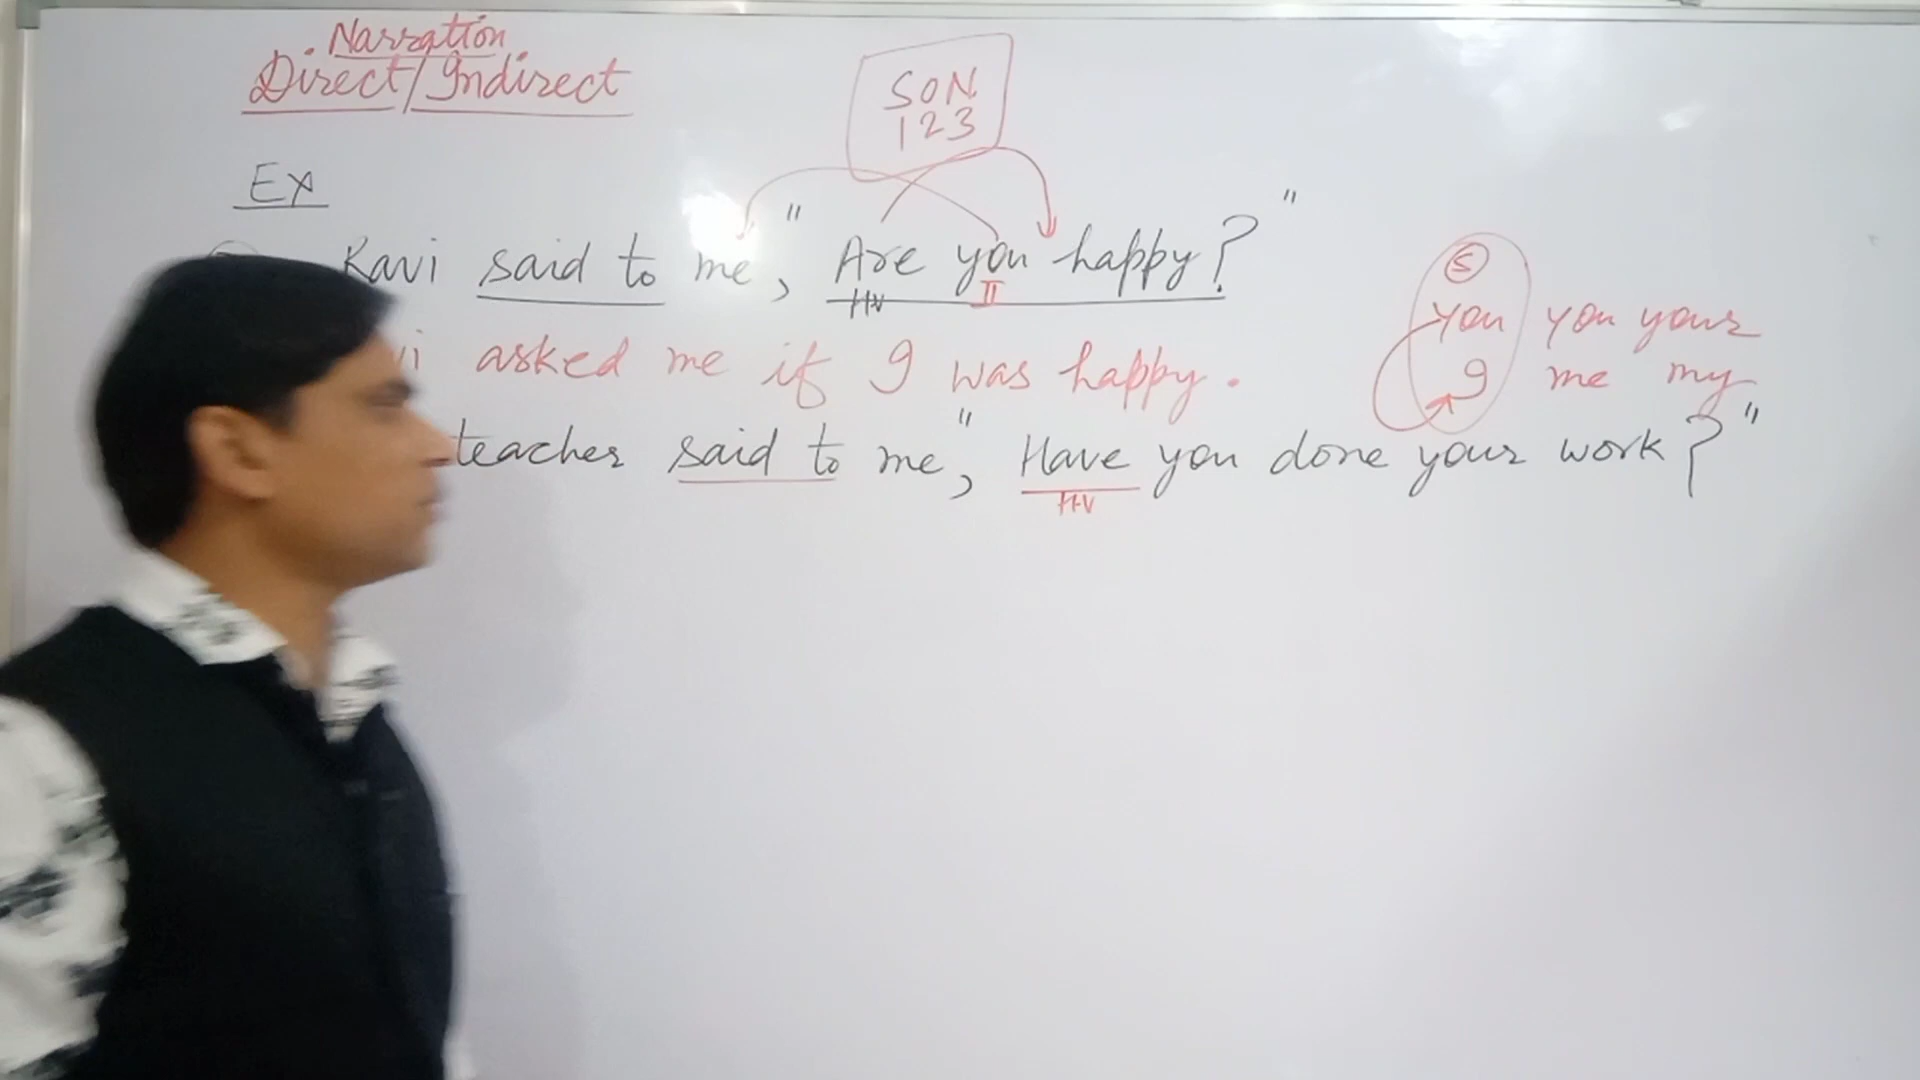 Narration
Direct/Indirect
SON
123
Ex
Ravi said to me, "Are you happy?"
HV II
asked me if I was happy.
S
you you your
I me my
teacher said to me, "Have you done your work?"
HV